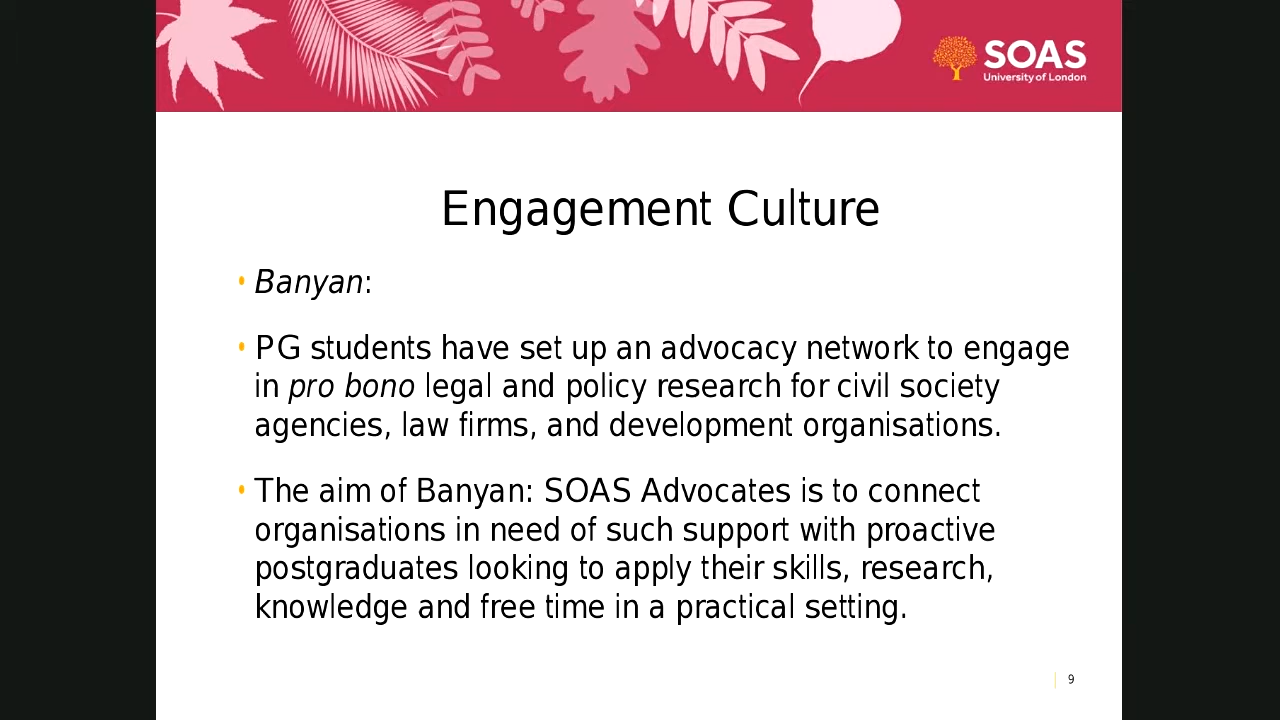 SOAS
University of London
Engagement Culture
• Banyan:
• PG students have set up an advocacy network to engage
in pro bono legal and policy research for civil society
agencies, law firms, and development organisations.
• The aim of Banyan: SOAS Advocates is to connect
organisations in need of such support with proactive
postgraduates looking to apply their skills, research,
knowledge and free time in a practical setting.
9